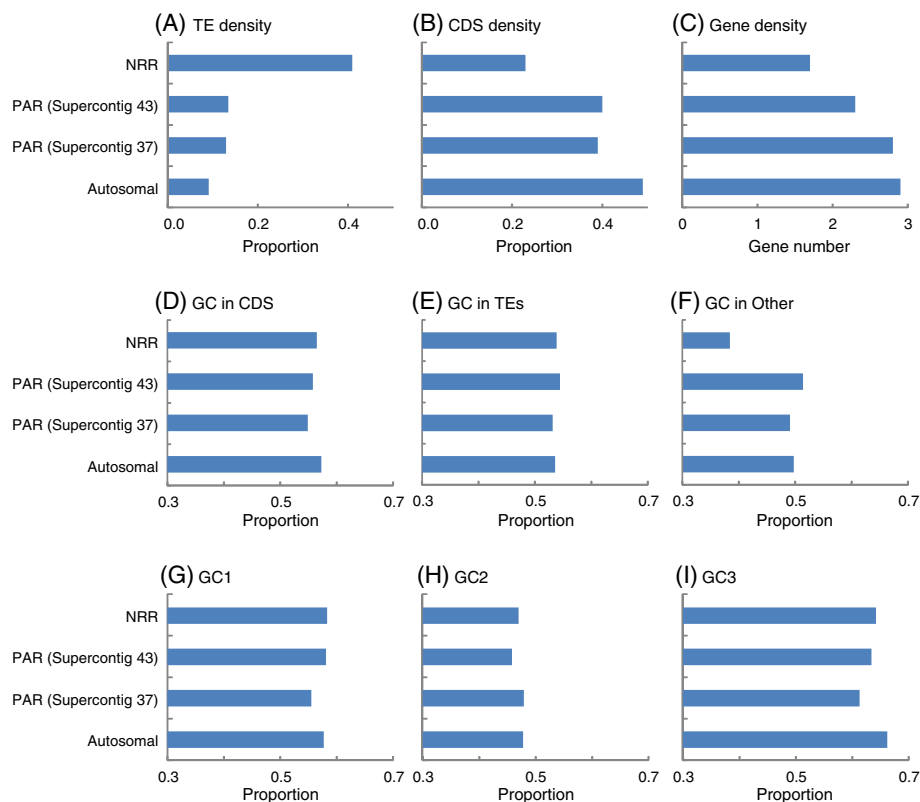 (A) TE density
(B) CDS density
(C) Gene density
NRR
PAR (Supercontig 43)
PAR (Supercontig 37)
Autosomal
0.0 0.2 0.4
Proportion
0.0 0.2 0.4
Proportion
0 1 2 3
Gene number
(D) GC in CDS
(E) GC in TEs
(F) GC in Other
NRR
PAR (Supercontig 43)
PAR (Supercontig 37)
Autosomal
0.3 0.5 0.7
Proportion
0.3 0.5 0.7
Proportion
0.3 0.5 0.7
Proportion
(G) GC1
(H) GC2
(I) GC3
NRR
PAR (Supercontig 43)
PAR (Supercontig 37)
Autosomal
0.3 0.5 0.7
Proportion
0.3 0.5 0.7
Proportion
0.3 0.5 0.7
Proportion